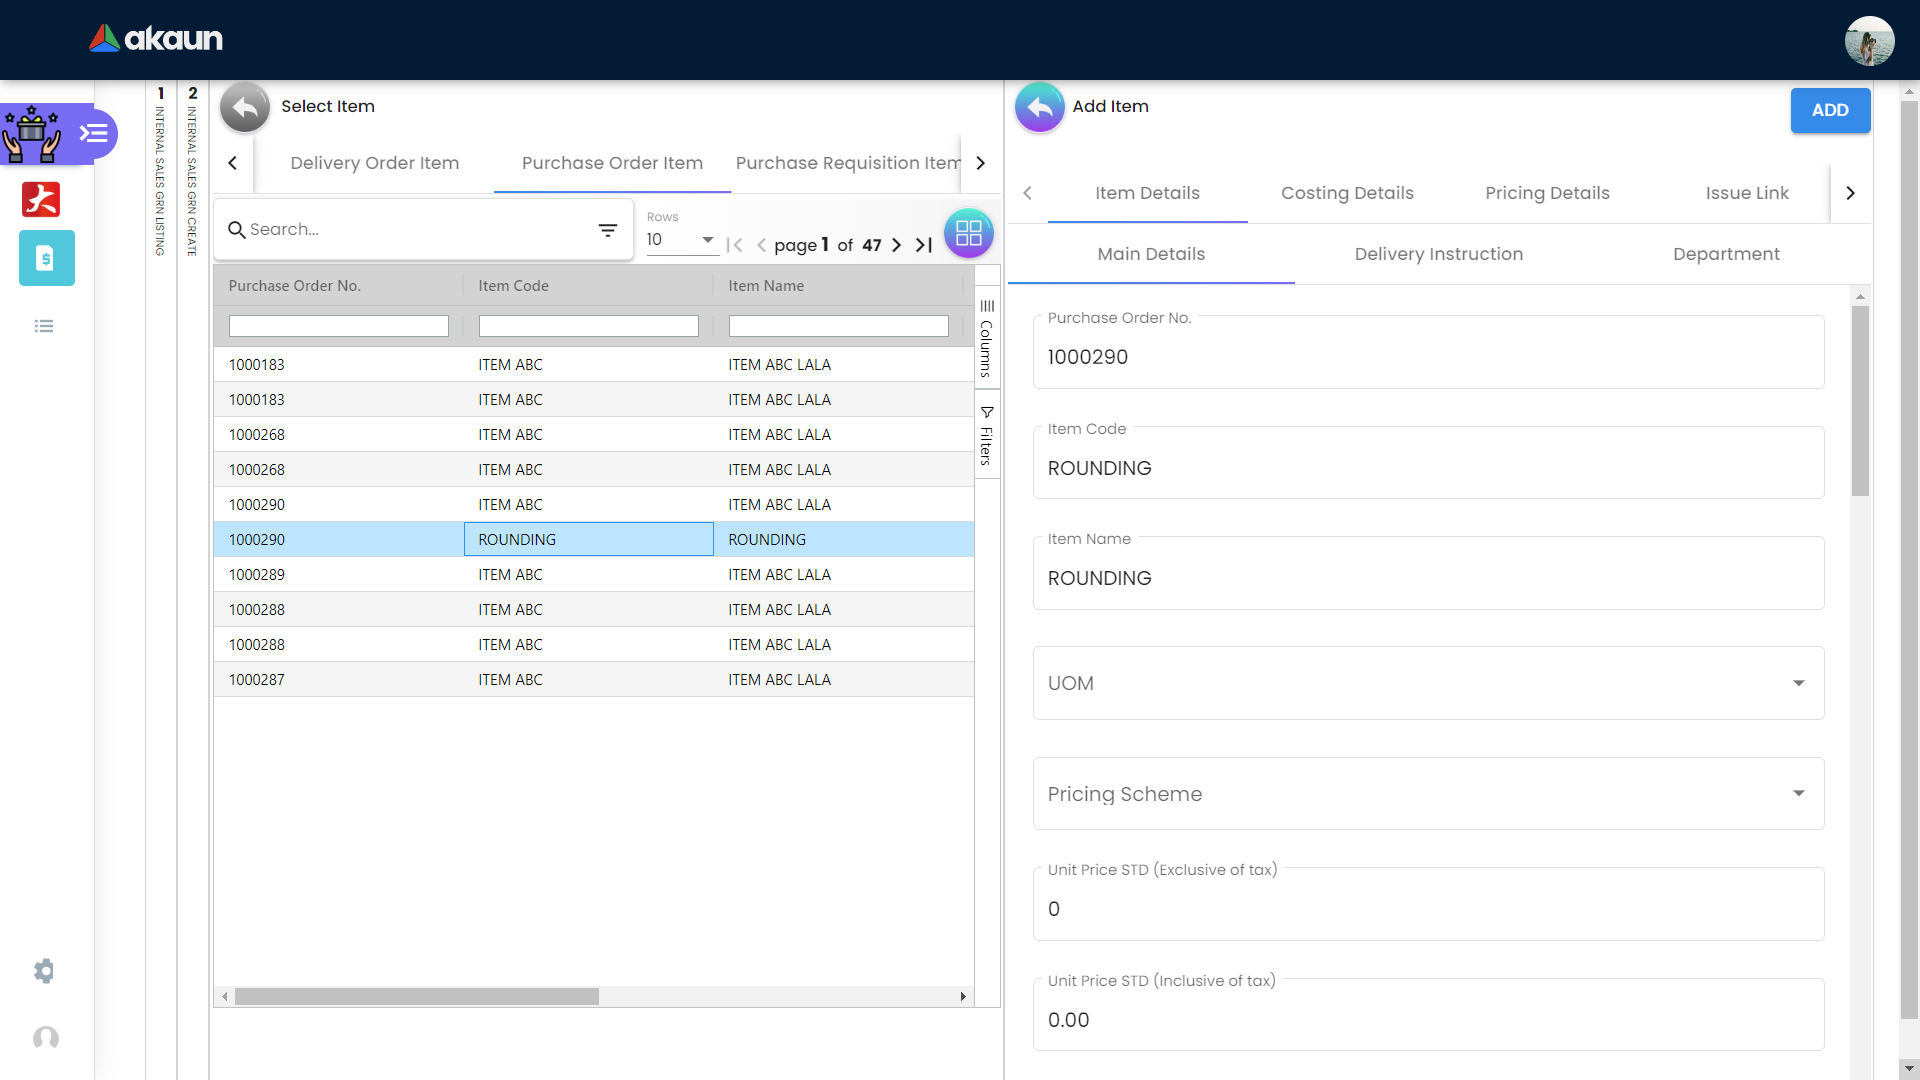 akaun
1 INTERNAL SALES GRN LISTING
2 INTERNAL SALES GRN CREATE
Select Item
Delivery Order Item
Purchase Order Item
Purchase Requisition Item
Search...
Rows
10
page 1 of 47
Purchase Order No.
Item Code
Item Name
1000183 ITEM ABC ITEM ABC LALA
1000183 ITEM ABC ITEM ABC LALA
1000268 ITEM ABC ITEM ABC LALA
1000268 ITEM ABC ITEM ABC LALA
1000290 ITEM ABC ITEM ABC LALA
1000290 ROUNDING ROUNDING
1000289 ITEM ABC ITEM ABC LALA
1000288 ITEM ABC ITEM ABC LALA
1000288 ITEM ABC ITEM ABC LALA
1000287 ITEM ABC ITEM ABC LALA
Columns
Filters
Add Item
ADD
Item Details
Costing Details
Pricing Details
Issue Link
Main Details
Delivery Instruction
Department
Purchase Order No.
1000290
Item Code
ROUNDING
Item Name
ROUNDING
UOM
Pricing Scheme
Unit Price STD (Exclusive of tax)
0
Unit Price STD (Inclusive of tax)
0.00